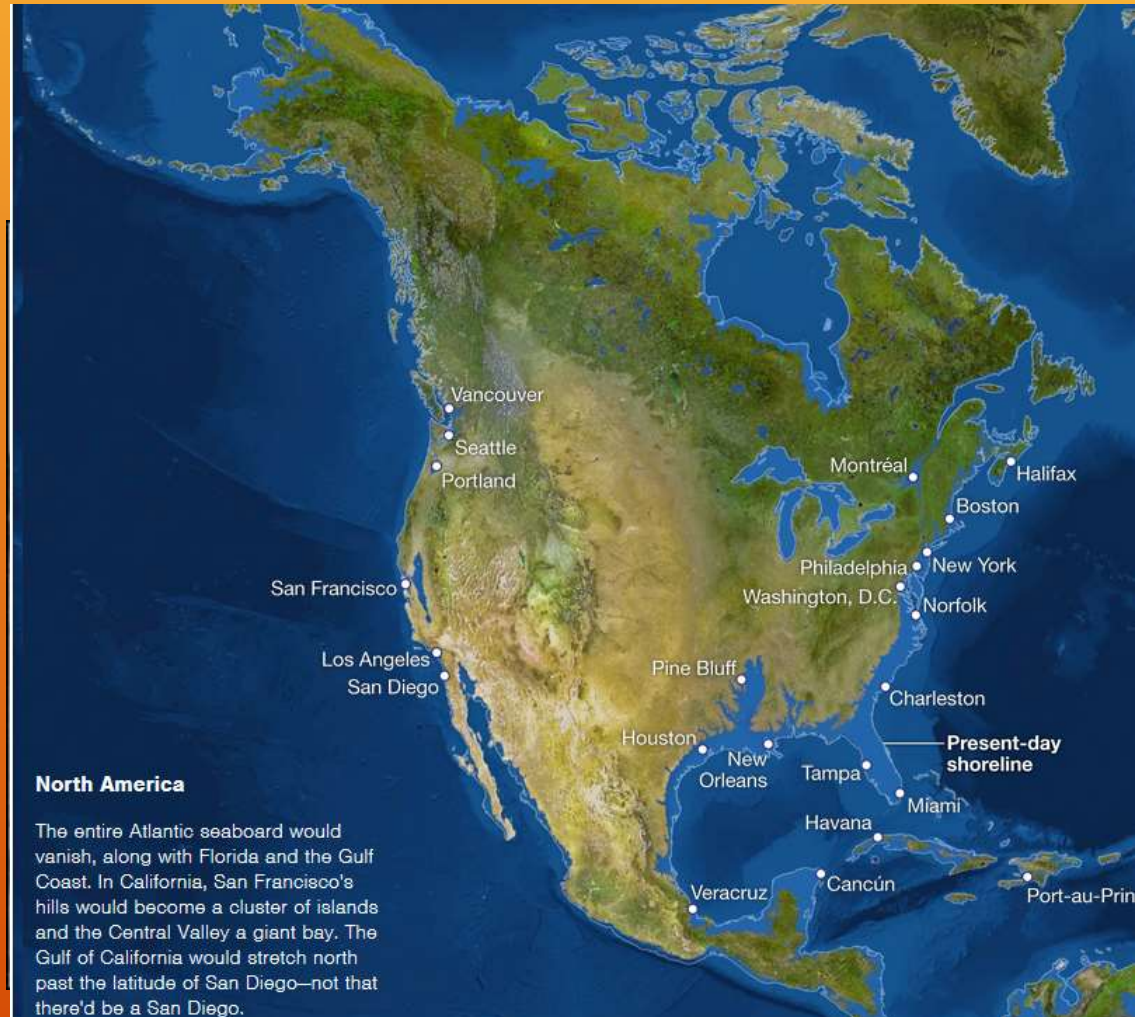 Vancouver
Seattle
Portland
Montréal
Halifax
Boston
Philadelphia
New York
Washington, D.C.
Norfolk
San Francisco
Los Angeles
San Diego
Pine Bluff
Charleston
Houston
New
Orleans
Present-day
shoreline
Tampa
Miami
Havana
Cancún
Veracruz
Port-au-Prin
North America
The entire Atlantic seaboard would
vanish, along with Florida and the Gulf
Coast. In California, San Francisco's
hills would become a cluster of islands
and the Central Valley a giant bay. The
Gulf of California would stretch north
past the latitude of San Diego—not that
there'd be a San Diego.